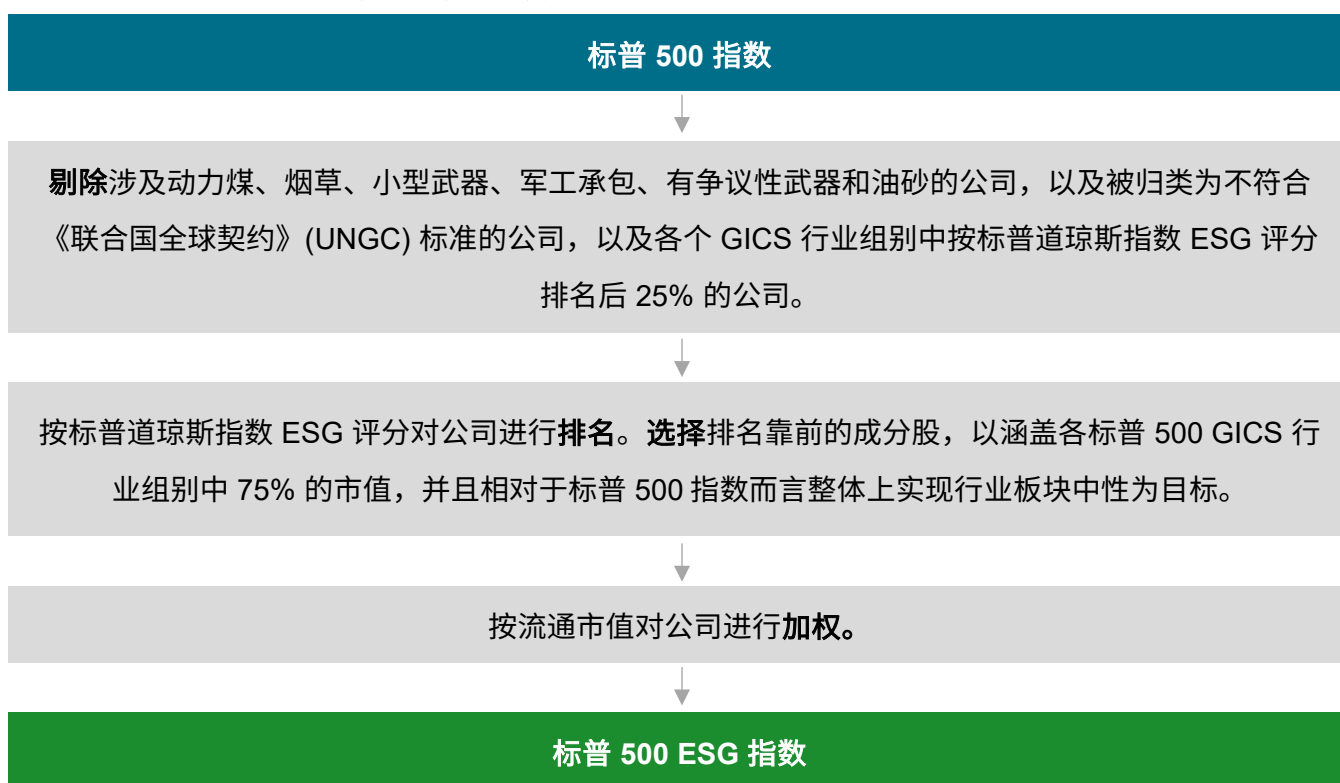 标普 500 指数
剔除涉及动力煤、烟草、小型武器、军工承包、有争议性武器和油砂的公司，以及被归类为不符合
《联合国全球契约》(UNGC) 标准的公司，以及各个 GICS 行业组别中按标普道琼斯指数 ESG 评分
排名后 25% 的公司。
按标普道琼斯指数 ESG 评分对公司进行排名。选择排名靠前的成分股，以涵盖各标普 500 GICS 行
业组别中 75% 的市值，并且相对于标普 500 指数而言整体上实现行业板块中性为目标。
按流通市值对公司进行加权。
标普 500 ESG 指数